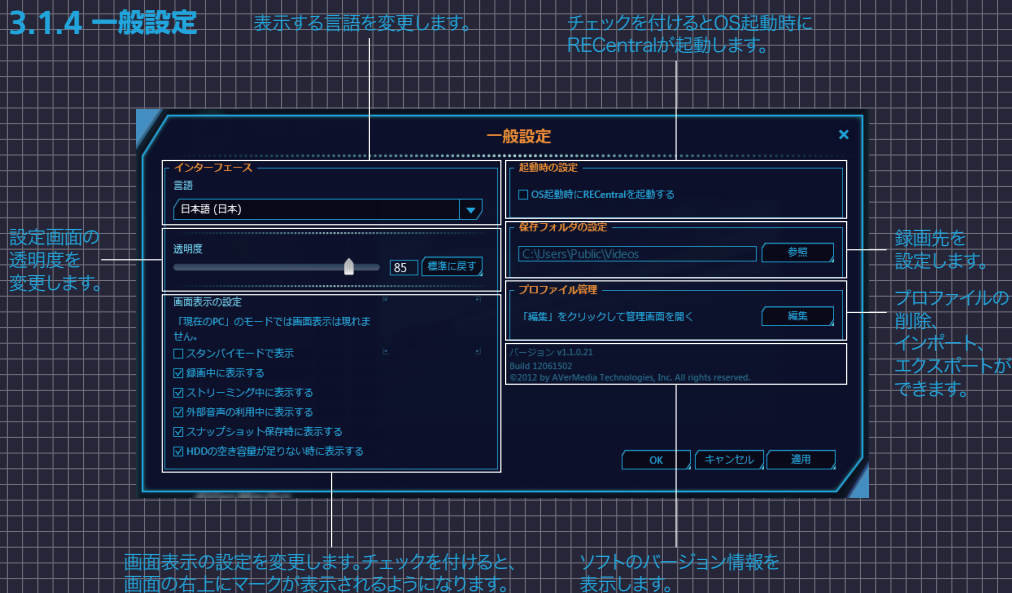 3.1.4 一般設定
表示する言語を変更します。
チェックを付けるとOS起動時に
RECentralが起動します。
一般設定
インターフェース
言語
日本語 (日本)
設定画面の
透明度を
変更します。
透明度
85
標準に戻す
画面表示の設定
「現在のPC」のモードでは画面表示は現れま
せん。
スタンバイモードで表示
録画中に表示する
ストリーミング中に表示する
外部音声の利用中に表示する
スナップショット保存時に表示する
HDDの空き容量が足りない時に表示する
起動時の設定
OS起動時にRECentralを起動する
保存フォルダの設定
C:\Users\Public\Videos
参照
録画先を
設定します。
プロファイル管理
「編集」をクリックして管理画面を開く
編集
プロファイルの
削除、
インポート、
エクスポートが
できます。
バージョン v1.1.0.21
Build 12061502
©2012 by AVerMedia Technologies, Inc. All rights reserved.
OK
キャンセル
適用
画面表示の設定を変更します。チェックを付けると、
画面の右上にマークが表示されるようになります。
ソフトのバージョン情報を
表示します。